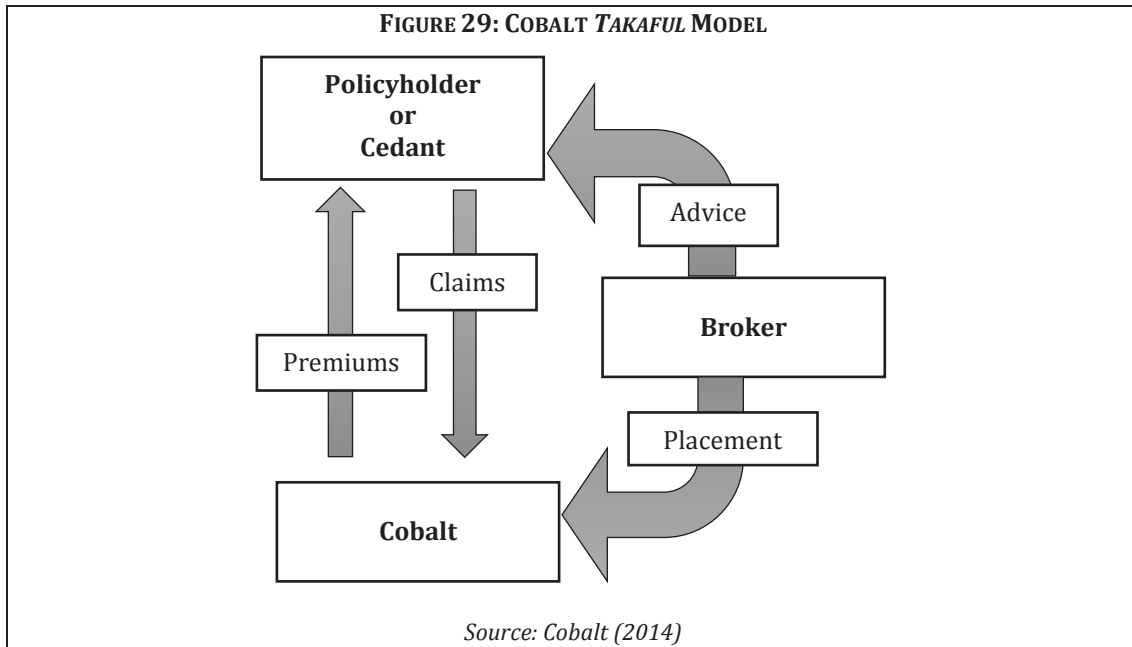 FIGURE 29: COBALT TAKAFUL MODEL
Policyholder
or
Cedant
Advice
Claims
Broker
Premiums
Placement
Cobalt
Source: Cobalt (2014)